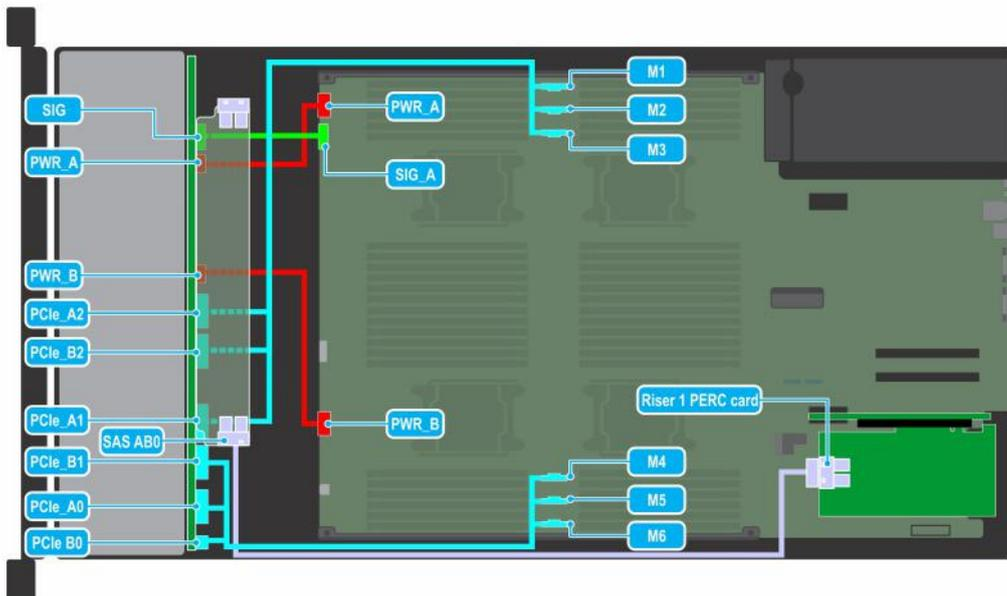 SIG
PWR_A
PWR_B
PCIe_A2
PCIe_B2
PCIe_A1
SAS AB0
PCIe_B1
PCIe_A0
PCIe B0
PWR_A
SIG_A
PWR_B
M1
M2
M3
M4
M5
M6
Riser 1 PERC card